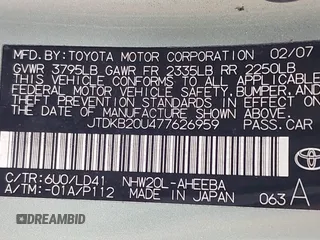 MFD.BY: TOYOTA MOTOR CORPORATION 02/07
GVWR 3795LB GAWR FR 2335LB RR 2250LB
THIS VEHICLE CONFORMS TO ALL APPLICABLE
FEDERAL MOTOR VEHICLE SAFETY, BUMPER, AND
THEFT PREVENTION STANDARDS IN EFFECT ON
THE DATE OF MANUFACTURE SHOWN ABOVE.
JTDKB20U477626959 PASS.CAR
C/TR: 6U0/LD41 NHW20L-AHEEBA
A/TM: -01A/P112 MADE IN JAPAN 063 A
TOYOTA
DREAMBID